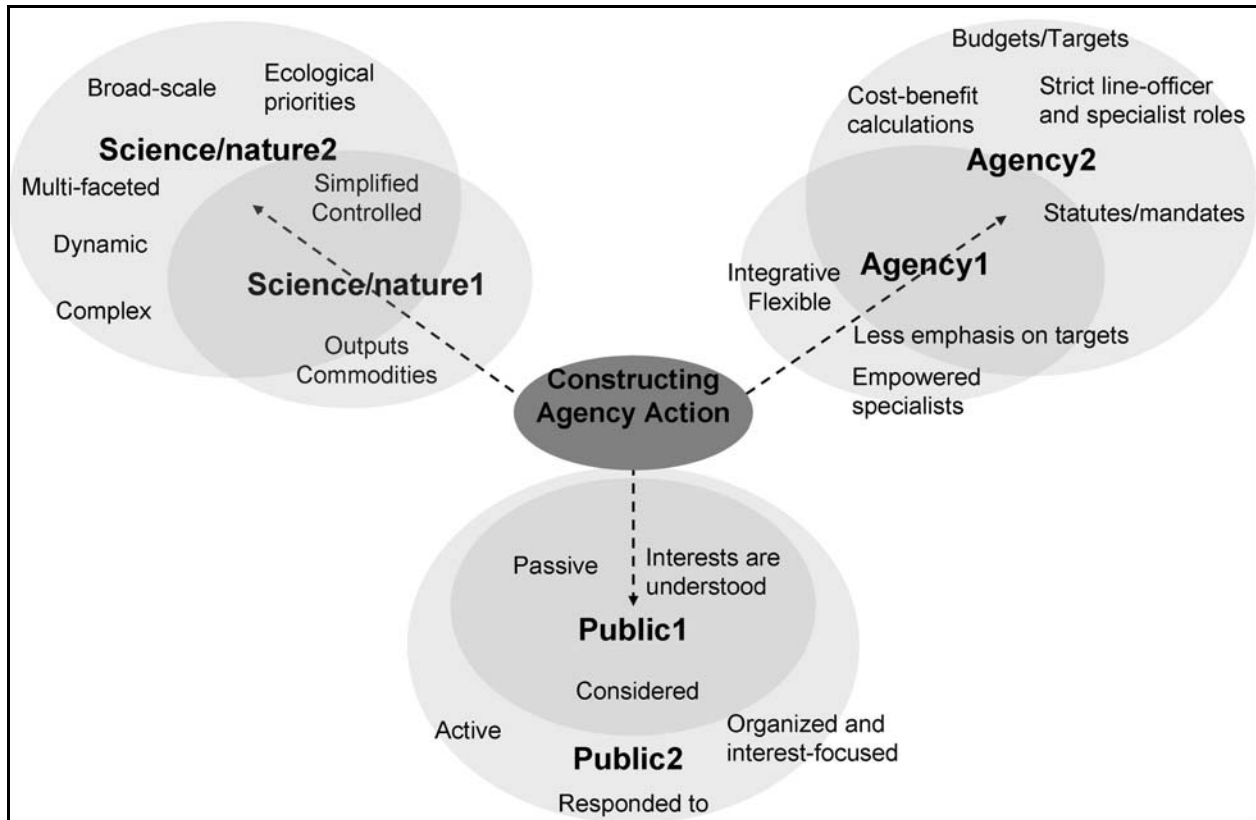 Broad-scale
Ecological
priorities
Science/nature2
Multi-faceted
Simplified
Controlled
Dynamic
Science/nature1
Complex
Outputs
Commodities
Budgets/Targets
Cost-benefit
calculations
Strict line-officer
and specialist roles
Agency2
Statutes/mandates
Agency1
Integrative
Flexible
Less emphasis on targets
Empowered
specialists
Constructing
Agency Action
Passive
Interests are
understood
Public1
Considered
Active
Organized and
interest-focused
Public2
Responded to